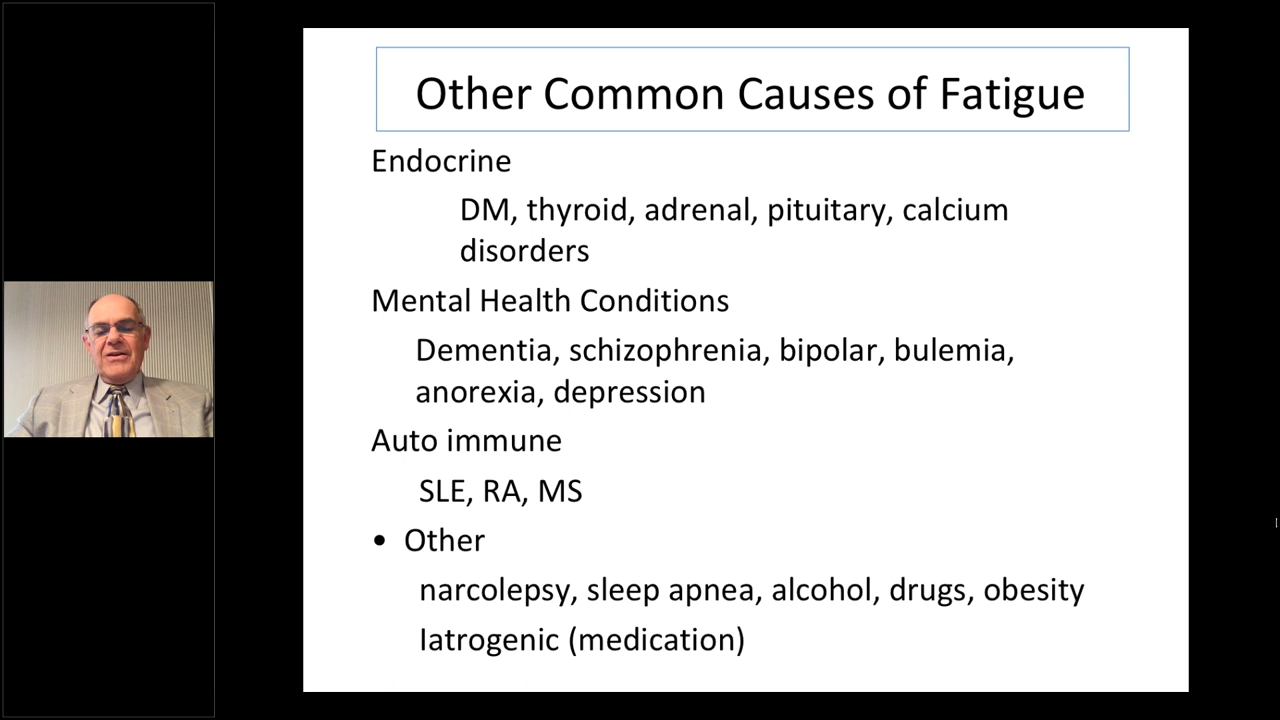 Other Common Causes of Fatigue
Endocrine
DM, thyroid, adrenal, pituitary, calcium
disorders
Mental Health Conditions
Dementia, schizophrenia, bipolar, bulemia,
anorexia, depression
Auto immune
SLE, RA, MS
• Other
narcolepsy, sleep apnea, alcohol, drugs, obesity
Iatrogenic (medication)